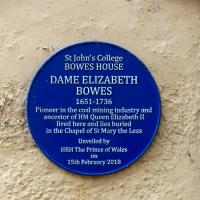 St John's College
BOWES HOUSE
DAME ELIZABETH
BOWES
1651-1736
Pioneer in the coal mining industry and
ancestor of HM Queen Elizabeth II
lived here and lies buried
in the Chapel of St Mary the Less
Unveiled by
HRH The Prince of Wales
on
15th February 2018